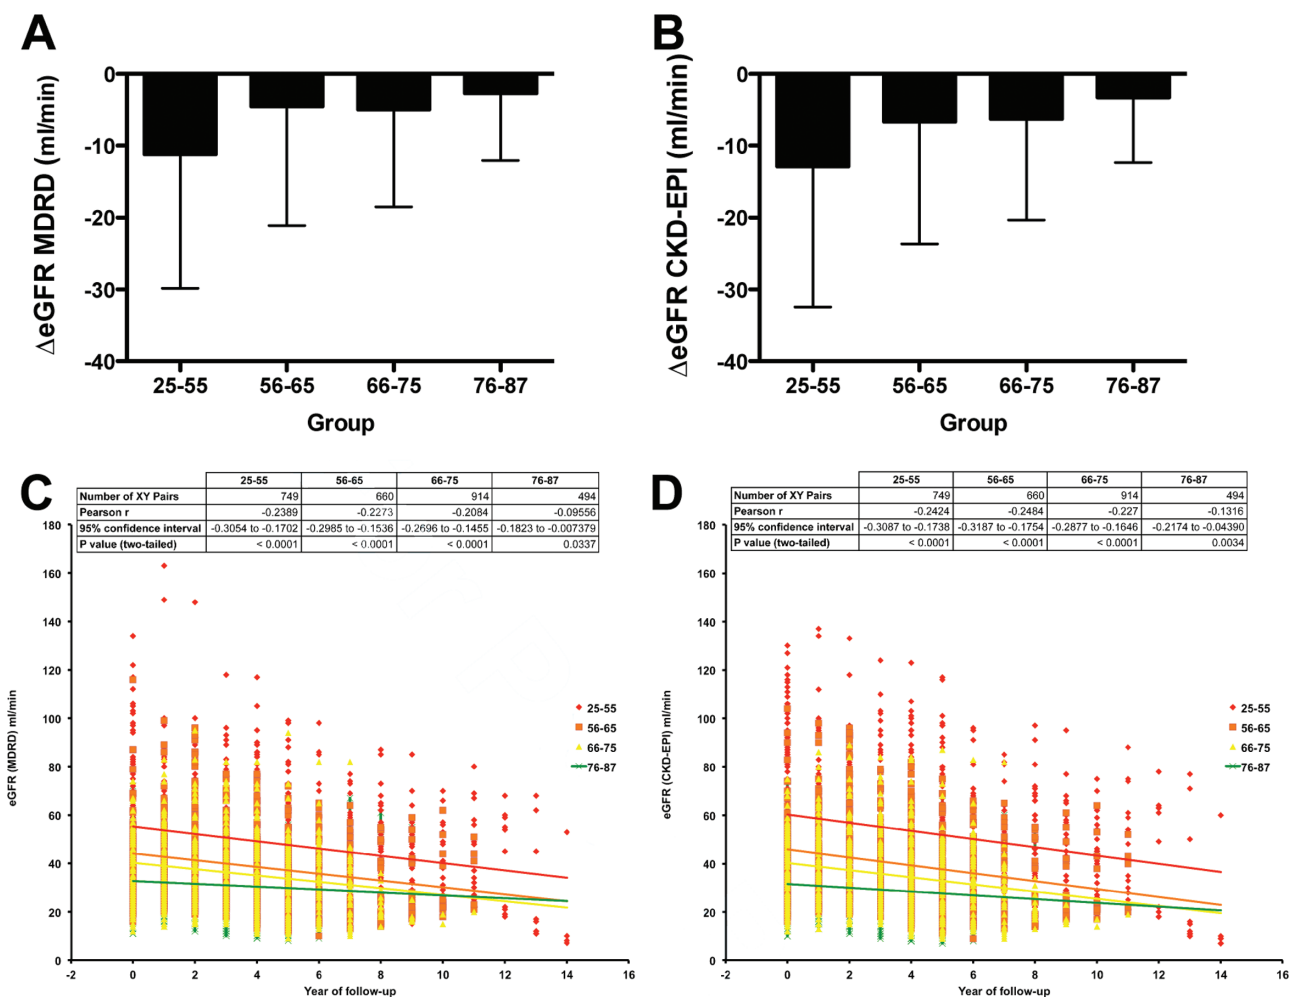 A
ΔeGFR MDRD (ml/min)
0
-10
-20
-30
-40
25-55 56-65 66-75 76-87
Group
B
ΔeGFR CKD-EPI (ml/min)
0
-10
-20
-30
-40
25-55 56-65 66-75 76-87
Group
C
25-55 56-65 66-75 76-87
Number of XY Pairs 749 660 914 494
Pearson r -0.2389 -0.2273 -0.2084 -0.09556
95% confidence interval -0.3054 to -0.1702 -0.2985 to -0.1536 -0.2696 to -0.1455 -0.1823 to -0.007379
P value (two-tailed) < 0.0001 < 0.0001 < 0.0001 0.0337
eGFR (MDRD) ml/min
180
160
140
120
100
80
60
40
20
0
-2 0 2 4 6 8 10 12 14 16
Year of follow-up
25-55
56-65
66-75
76-87
D
25-55 56-65 66-75 76-87
Number of XY Pairs 749 660 914 494
Pearson r -0.2424 -0.2484 -0.227 -0.1316
95% confidence interval -0.3087 to -0.1738 -0.3187 to -0.1754 -0.2877 to -0.1646 -0.2174 to -0.04390
P value (two-tailed) < 0.0001 < 0.0001 < 0.0001 0.0034
eGFR (CKD-EPI) ml/min
180
160
140
120
100
80
60
40
20
0
-2 0 2 4 6 8 10 12 14 16
Year of follow-up
25-55
56-65
66-75
76-87